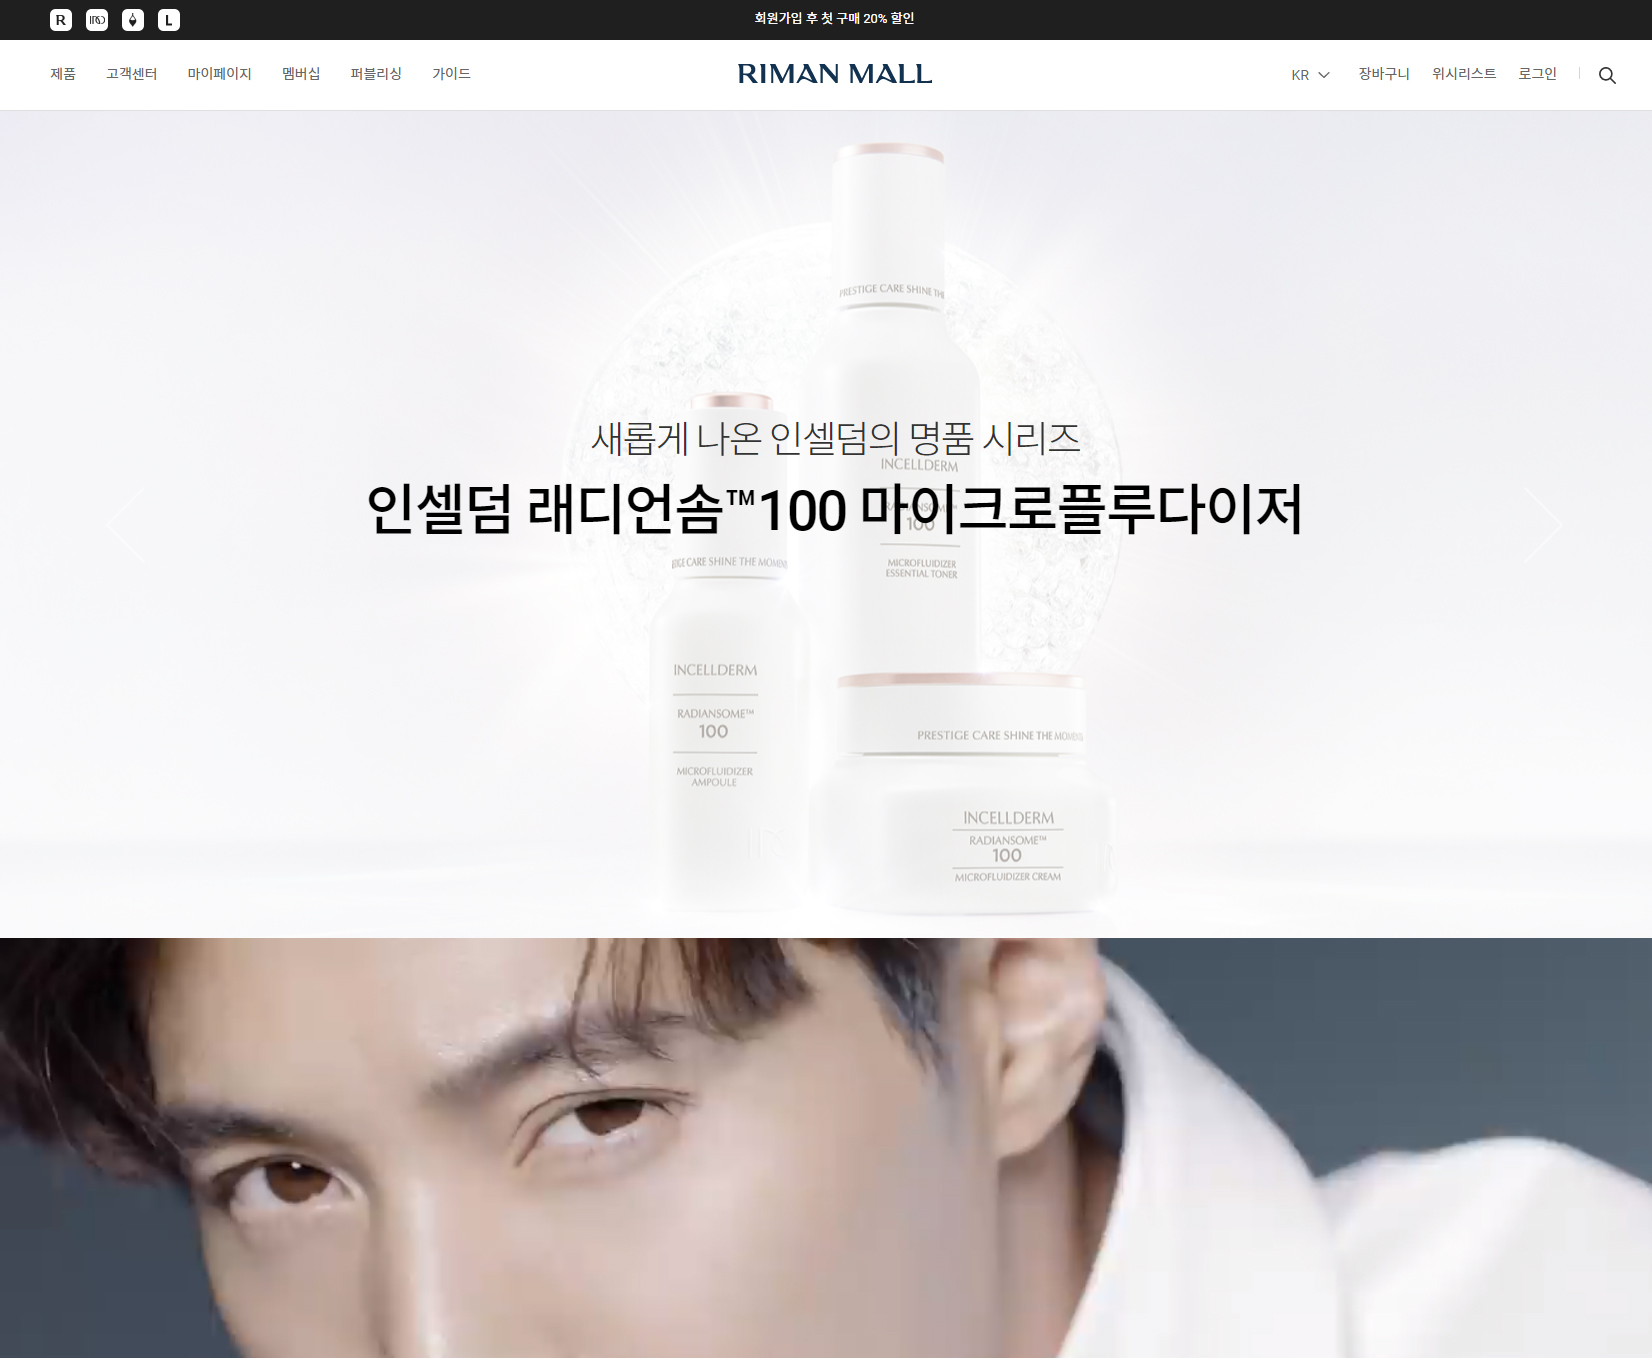 R IRD L
회원가입 후 첫 구매 20% 할인
제품 고객센터 마이페이지 멤버십 퍼블리싱 가이드
RIMAN MALL
KR 장바구니 위시리스트 로그인
PRESTIGE CARE SHINE
새롭게 나온 인셀덤의 명품 시리즈
INCELLDERM
인셀덤 래디언솜™100 마이크로플루다이저
100
MICROFLUIDIZER
ESSENTIAL TONER
CARE SHINE THE
INCELLDERM
RADIANSOME™
100
MICROFLUIDIZER
AMPOULE
PRESTIGE CARE SHINE THE
INCELLDERM
RADIANSOME™
100
MICROFLUIDIZER CREAM